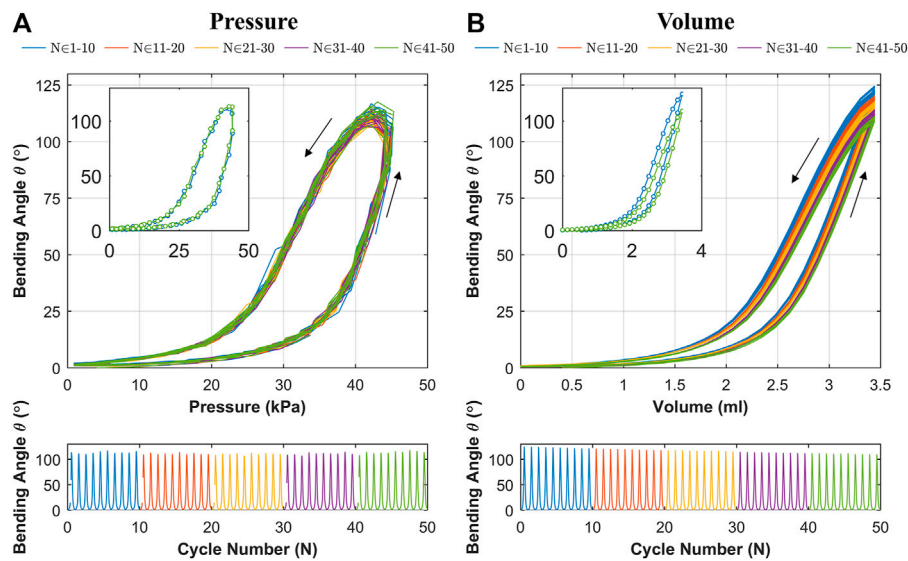 A Pressure
N∈1-10 N∈11-20 N∈21-30 N∈31-40 N∈41-50
Bending Angle θ (°)
125
100
75
50
25
0
100
50
0
0 25 50
0 10 20 30 40 50
Pressure (kPa)
Bending Angle θ (°)
100
50
0
0 10 20 30 40 50
Cycle Number (N)
B Volume
N∈1-10 N∈11-20 N∈21-30 N∈31-40 N∈41-50
Bending Angle θ (°)
125
100
75
50
25
0
100
50
0
0 2 4
0 0.5 1 1.5 2 2.5 3 3.5
Volume (ml)
Bending Angle θ (°)
100
50
0
0 10 20 30 40 50
Cycle Number (N)